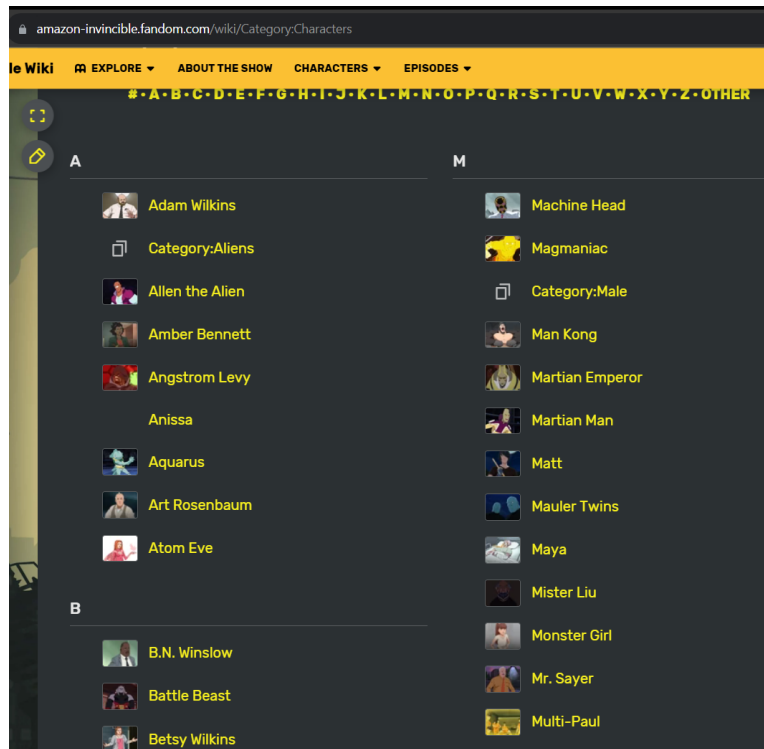 amazon-invincible.fandom.com/wiki/Category:Characters
le Wiki EXPLORE ABOUT THE SHOW CHARACTERS EPISODES
# • A • B • C • D • E • F • G • H • I • J • K • L • M • N • O • P • Q • R • S • T • U • V • W • X • Y • Z • OTHER
A
Adam Wilkins
Category:Aliens
Allen the Alien
Amber Bennett
Angstrom Levy
Anissa
Aquarus
Art Rosenbaum
Atom Eve
B
B.N. Winslow
Battle Beast
Betsy Wilkins
M
Machine Head
Magmaniac
Category:Male
Man Kong
Martian Emperor
Martian Man
Matt
Mauler Twins
Maya
Mister Liu
Monster Girl
Mr. Sayer
Multi-Paul